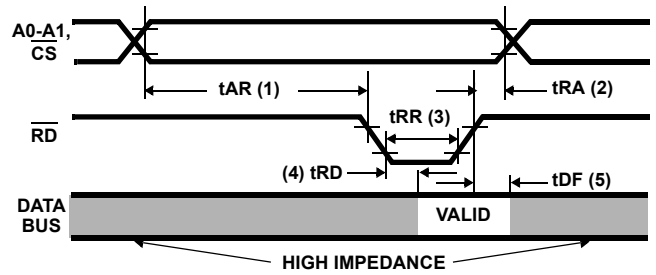 A0-A1,
CS
tAR (1)
tRA (2)
tRR (3)
RD
(4) tRD
tDF (5)
DATA
BUS
VALID
HIGH IMPEDANCE